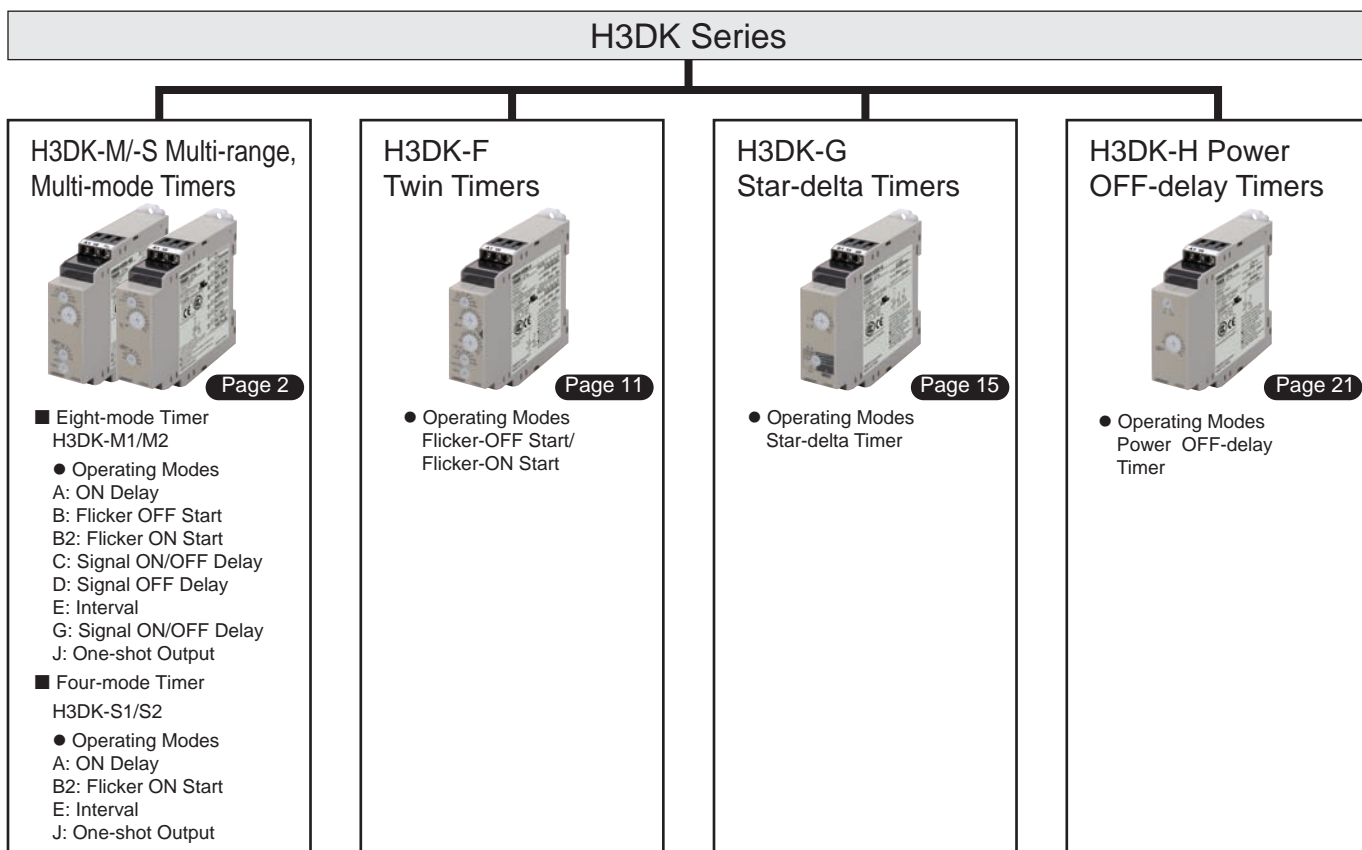 H3DK Series
H3DK-M/-S Multi-range,
Multi-mode Timers
Page 2
■ Eight-mode Timer
H3DK-M1/M2
● Operating Modes
A: ON Delay
B: Flicker OFF Start
B2: Flicker ON Start
C: Signal ON/OFF Delay
D: Signal OFF Delay
E: Interval
G: Signal ON/OFF Delay
J: One-shot Output
■ Four-mode Timer
H3DK-S1/S2
● Operating Modes
A: ON Delay
B2: Flicker ON Start
E: Interval
J: One-shot Output
H3DK-F
Twin Timers
Page 11
● Operating Modes
Flicker-OFF Start/
Flicker-ON Start
H3DK-G
Star-delta Timers
Page 15
● Operating Modes
Star-delta Timer
H3DK-H Power
OFF-delay Timers
Page 21
● Operating Modes
Power OFF-delay
Timer